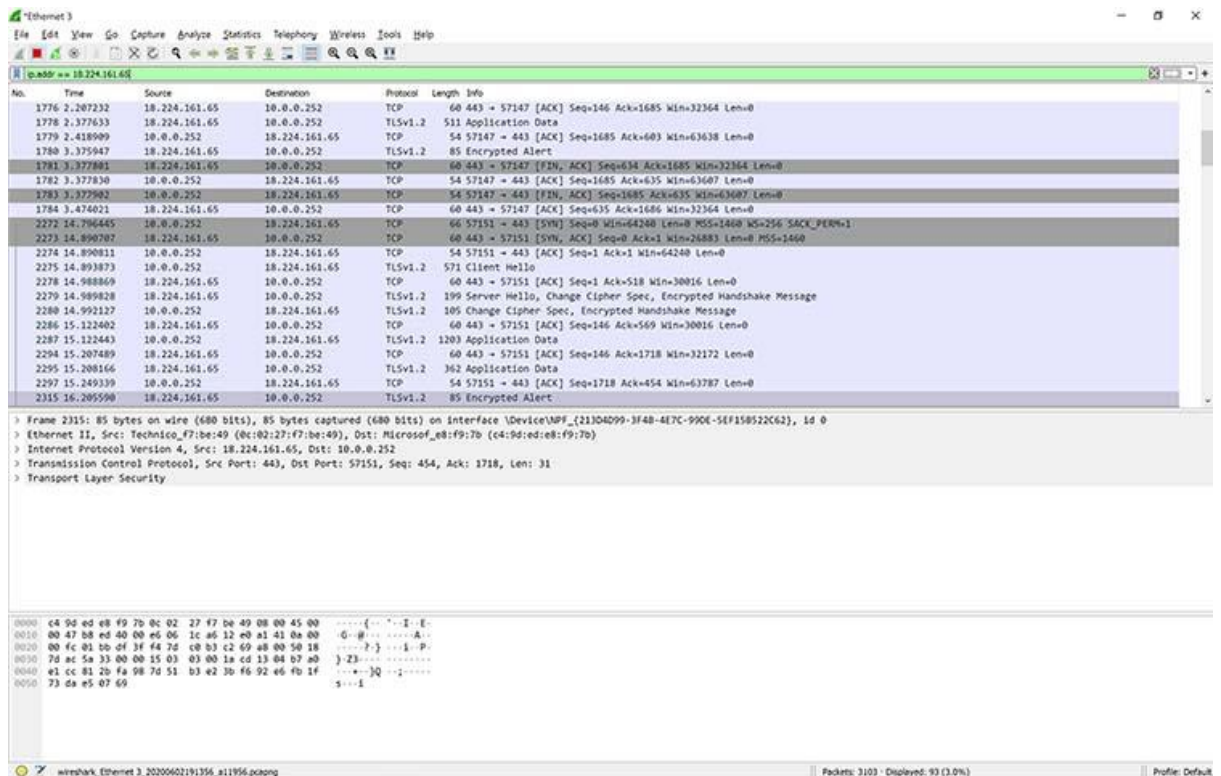 *Ethernet 3
File Edit View Go Capture Analyze Statistics Telephony Wireless Tools Help
ip.addr == 18.224.161.65
No. Time Source Destination Protocol Length Info
1776 2.207232 18.224.161.65 10.0.0.252 TCP 60 443 → 57147 [ACK] Seq=146 Ack=1685 Win=32364 Len=0
1778 2.377633 18.224.161.65 10.0.0.252 TLSv1.2 511 Application Data
1779 2.418909 10.0.0.252 18.224.161.65 TCP 54 57147 → 443 [ACK] Seq=1685 Ack=603 Win=63638 Len=0
1780 3.375947 18.224.161.65 10.0.0.252 TLSv1.2 85 Encrypted Alert
1781 3.377801 18.224.161.65 10.0.0.252 TCP 60 443 → 57147 [FIN, ACK] Seq=634 Ack=1685 Win=32364 Len=0
1782 3.377830 10.0.0.252 18.224.161.65 TCP 54 57147 → 443 [ACK] Seq=1685 Ack=635 Win=63607 Len=0
1783 3.377902 10.0.0.252 18.224.161.65 TCP 54 57147 → 443 [FIN, ACK] Seq=1685 Ack=635 Win=63607 Len=0
1784 3.474021 18.224.161.65 10.0.0.252 TCP 60 443 → 57147 [ACK] Seq=635 Ack=1686 Win=32364 Len=0
2272 14.796445 10.0.0.252 18.224.161.65 TCP 66 57151 → 443 [SYN] Seq=0 Win=64240 Len=0 MSS=1460 WS=256 SACK_PERM=1
2273 14.890707 18.224.161.65 10.0.0.252 TCP 60 443 → 57151 [SYN, ACK] Seq=0 Ack=1 Win=26883 Len=0 MSS=1460
2274 14.890811 10.0.0.252 18.224.161.65 TCP 54 57151 → 443 [ACK] Seq=1 Ack=1 Win=64240 Len=0
2275 14.893873 10.0.0.252 18.224.161.65 TLSv1.2 571 Client Hello
2278 14.988869 18.224.161.65 10.0.0.252 TCP 60 443 → 57151 [ACK] Seq=1 Ack=518 Win=30016 Len=0
2279 14.989828 18.224.161.65 10.0.0.252 TLSv1.2 199 Server Hello, Change Cipher Spec, Encrypted Handshake Message
2280 14.992127 10.0.0.252 18.224.161.65 TLSv1.2 105 Change Cipher Spec, Encrypted Handshake Message
2286 15.122402 18.224.161.65 10.0.0.252 TCP 60 443 → 57151 [ACK] Seq=146 Ack=569 Win=30016 Len=0
2287 15.122443 10.0.0.252 18.224.161.65 TLSv1.2 1203 Application Data
2294 15.207489 18.224.161.65 10.0.0.252 TCP 60 443 → 57151 [ACK] Seq=146 Ack=1718 Win=32172 Len=0
2295 15.208166 18.224.161.65 10.0.0.252 TLSv1.2 362 Application Data
2297 15.249339 10.0.0.252 18.224.161.65 TCP 54 57151 → 443 [ACK] Seq=1718 Ack=454 Win=63787 Len=0
2315 16.205590 18.224.161.65 10.0.0.252 TLSv1.2 85 Encrypted Alert
> Frame 2315: 85 bytes on wire (680 bits), 85 bytes captured (680 bits) on interface \Device\NPF_{213D4D99-3F48-4E7C-99DE-5EF158522C62}, id 0
> Ethernet II, Src: Technico_f7:be:49 (0c:02:27:f7:be:49), Dst: Microsof_e8:f9:7b (c4:9d:ed:e8:f9:7b)
> Internet Protocol Version 4, Src: 18.224.161.65, Dst: 10.0.0.252
> Transmission Control Protocol, Src Port: 443, Dst Port: 57151, Seq: 454, Ack: 1718, Len: 31
> Transport Layer Security
0000 c4 9d ed e8 f9 7b 0c 02 27 f7 be 49 08 00 45 00 ·····{·· '··I··E·
0010 00 47 b8 ed 40 00 e6 06 1c a6 12 e0 a1 41 0a 00 ·G··@··· ·····A··
0020 00 fc 01 bb df 3f f4 7d c0 b3 c2 69 a8 00 50 18 ·····?·} ···i··P·
0030 7d ac 5a 33 00 00 15 03 03 00 1a cd 13 04 b7 a0 }·Z3···· ········
0040 e1 cc 81 2b fa 98 7d 51 b3 e2 3b f6 92 e6 fb 1f ···+··}Q ··;·····
0050 73 da e5 07 69 s···i
wireshark_Ethernet 3_20200602191356_a11956.pcapng Packets: 3103 · Displayed: 93 (3.0%) Profile: Default